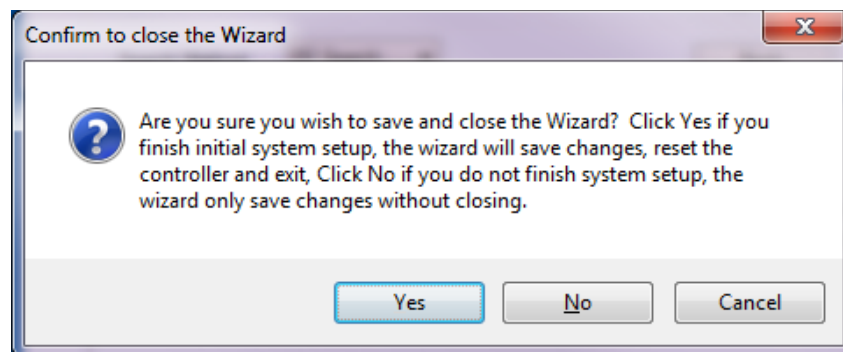 Confirm to close the Wizard
Are you sure you wish to save and close the Wizard? Click Yes if you
finish initial system setup, the wizard will save changes, reset the
controller and exit, Click No if you do not finish system setup, the
wizard only save changes without closing.
Yes
No
Cancel